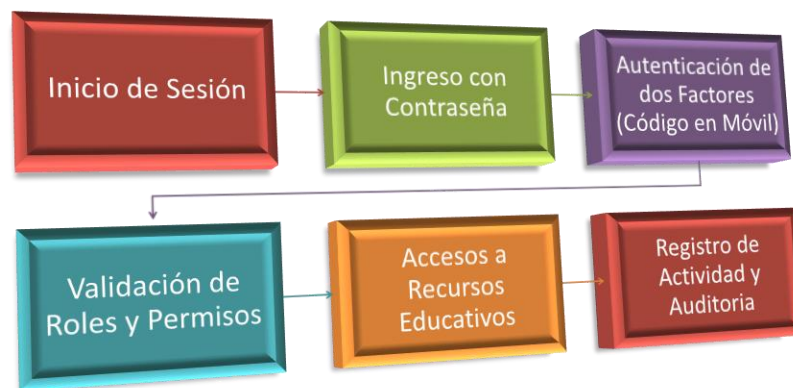 Inicio de Sesión
Ingreso con
Contraseña
Autenticación de
dos Factores
(Código en Móvil)
Validación de
Roles y Permisos
Accesos a
Recursos
Educativos
Registro de
Actividad y
Auditoria